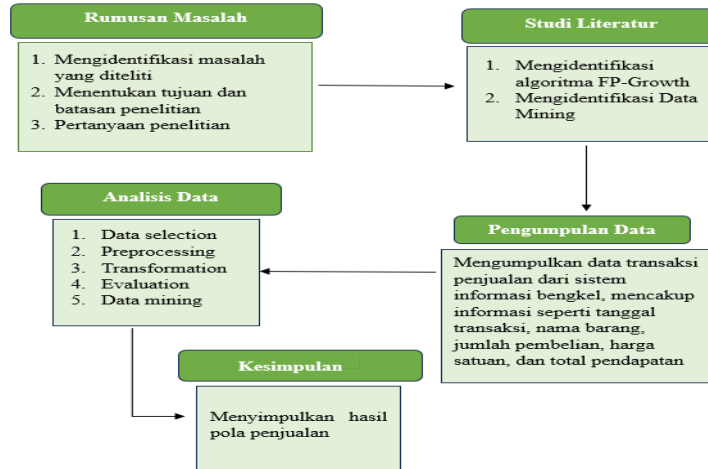 Rumusan Masalah
1. Mengidentifikasi masalah
yang diteliti
2. Menentukan tujuan dan
batasan penelitian
3. Pertanyaan penelitian
Studi Literatur
1. Mengidentifikasi
algoritma FP-Growth
2. Mengidentifikasi Data
Mining
Pengumpulan Data
Mengumpulkan data transaksi
penjualan dari sistem
informasi bengkel, mencakup
informasi seperti tanggal
transaksi, nama barang,
jumlah pembelian, harga
satuan, dan total pendapatan
Analisis Data
1. Data selection
2. Preprocessing
3. Transformation
4. Evaluation
5. Data mining
Kesimpulan
Menyimpulkan hasil
pola penjualan